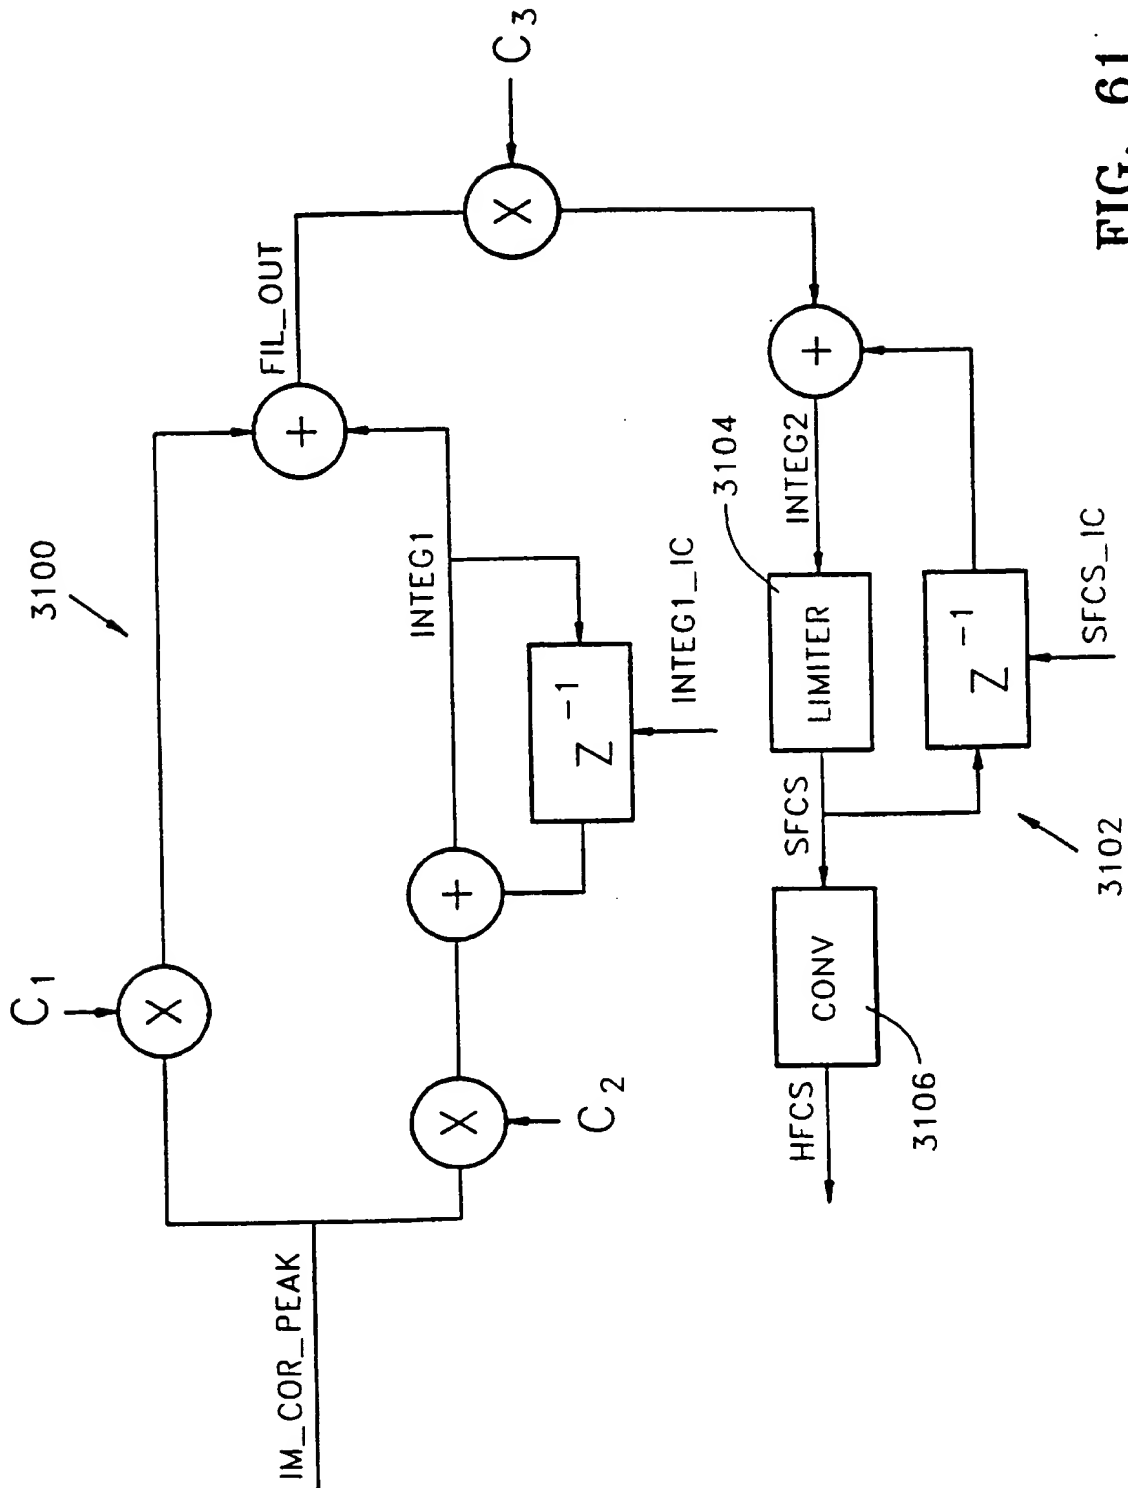 3100
C1
X
+
FIL_OUT
C3
X
IM_COR_PEAK
X
C2
+
INTEG1
Z-1
INTEG1_IC
HFCS
CONV
3106
SFCS
LIMITER
3104
INTEG2
+
Z-1
SFCS_IC
3102
FIG. 61